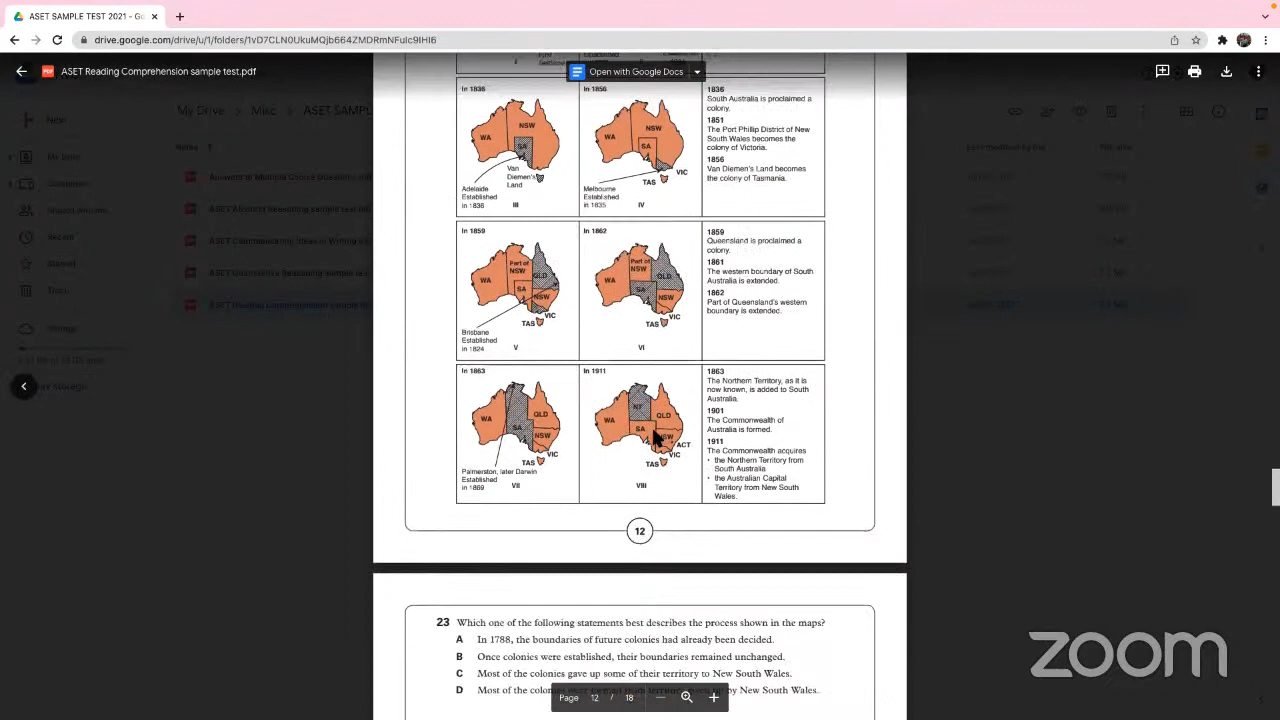 ASET SAMPLE TEST 2021 - Go
drive.google.com/drive/u/1/folders/1vD7CLN0UkuMQjb664ZMDRmNFulc9IHI6
ASET Reading Comprehension sample test.pdf
Open with Google Docs
My Drive > Misc > ASET SAMPL
In 1836
WA
NSW
SA
Van
Diemen's
Land
Adelaide
Established
in 1836
III
In 1856
WA
NSW
SA
VIC
TAS
Melbourne
Established
in 1835
IV
1836
South Australia is proclaimed a
colony.
1851
The Port Phillip District of New
South Wales becomes the
colony of Victoria.
1856
Van Diemen's Land becomes
the colony of Tasmania.
In 1859
Part of
NSW
WA
QLD
SA
NSW
VIC
TAS
Brisbane
Established
in 1824
V
In 1862
Part of
NSW
WA
QLD
SA
NSW
VIC
TAS
VI
1859
Queensland is proclaimed a
colony.
1861
The western boundary of South
Australia is extended.
1862
Part of Queensland's western
boundary is extended.
In 1863
WA
QLD
SA
NSW
VIC
TAS
Palmerston, later Darwin
Established
in 1869
VII
In 1911
NT
WA
QLD
SA
NSW
ACT
VIC
TAS
VIII
1863
The Northern Territory, as it is
now known, is added to South
Australia.
1901
The Commonwealth of
Australia is formed.
1911
The Commonwealth acquires
• the Northern Territory from
South Australia
• the Australian Capital
Territory from New South
Wales.
12
23 Which one of the following statements best describes the process shown in the maps?
A In 1788, the boundaries of future colonies had already been decided.
B Once colonies were established, their boundaries remained unchanged.
C Most of the colonies gave up some of their territory to New South Wales.
D Most of the colonies were formed from territory given up by New South Wales.
Page 12 / 18
zoom